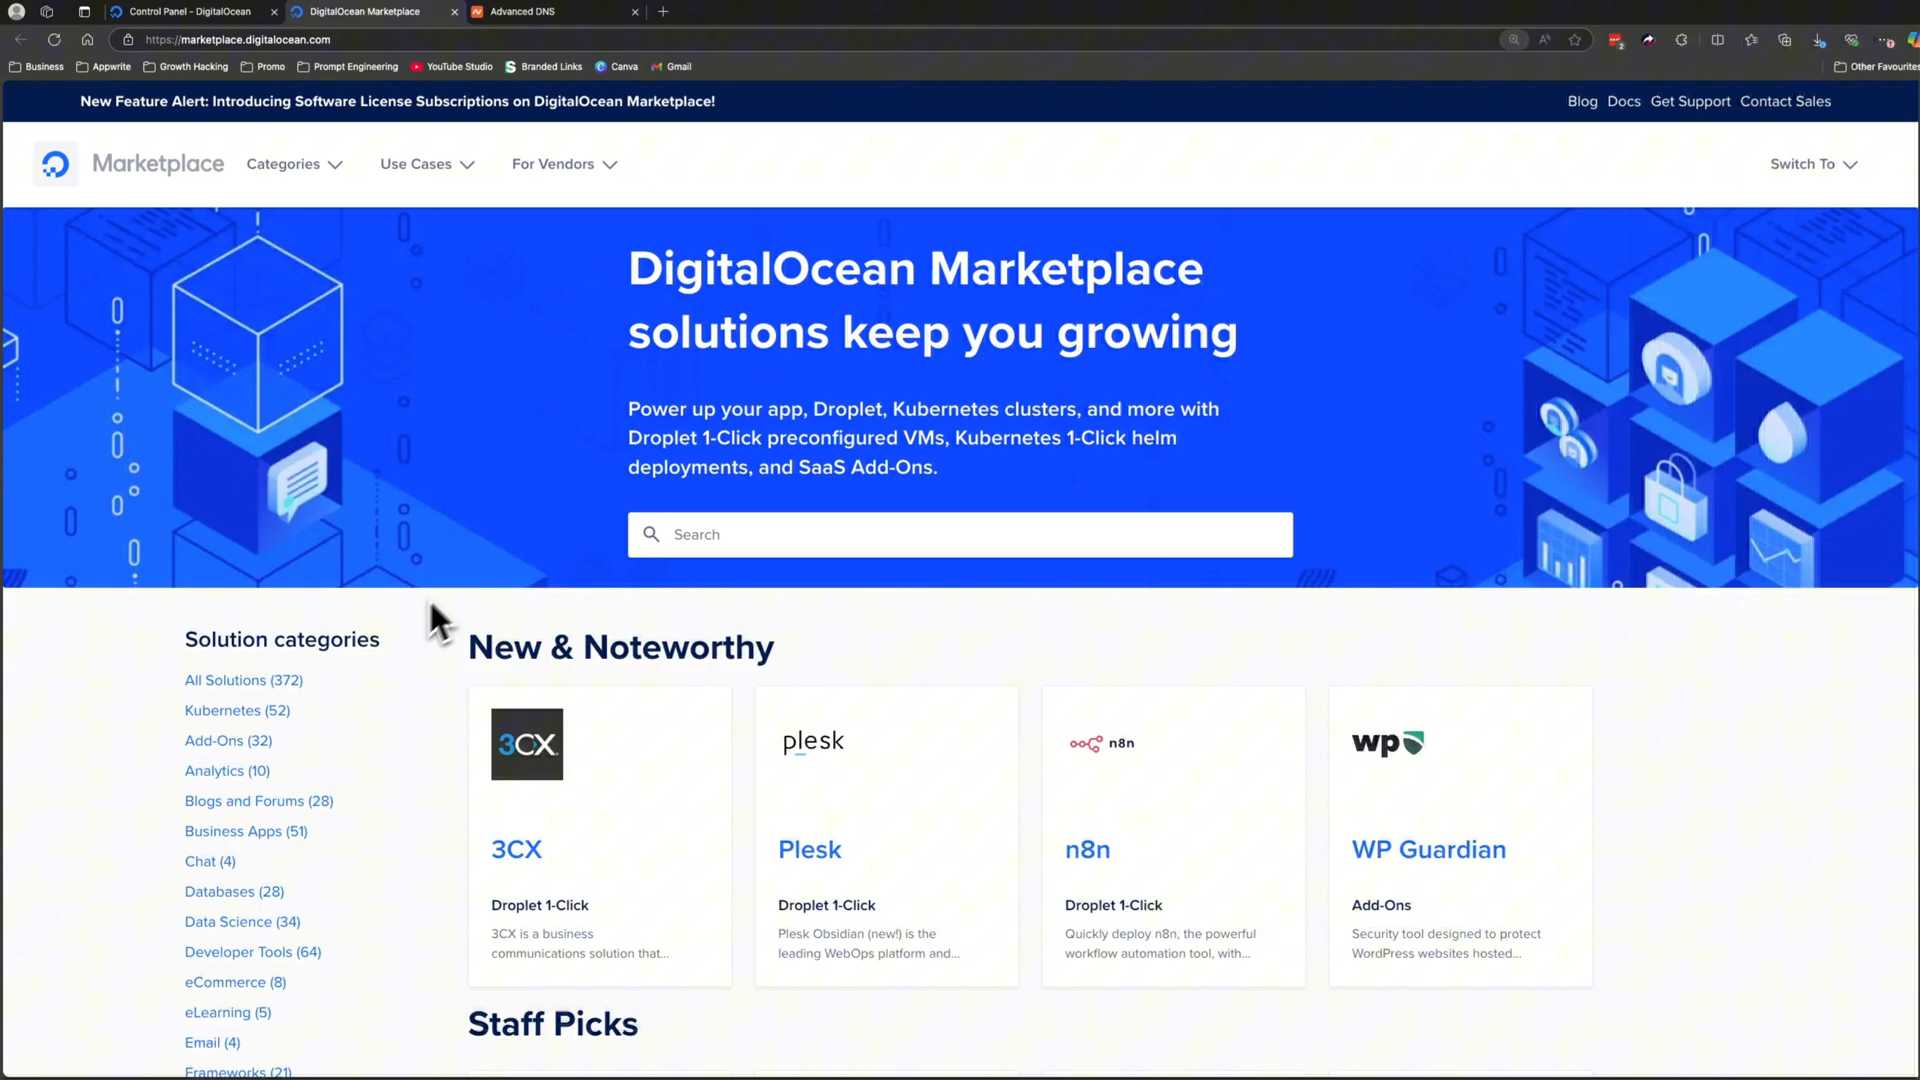 Control Panel - DigitalOcean
DigitalOcean Marketplace
Advanced DNS
https://marketplace.digitalocean.com
Business
Appwrite
Growth Hacking
Promo
Prompt Engineering
YouTube Studio
Branded Links
Canva
Gmail
Other Favourites
New Feature Alert: Introducing Software License Subscriptions on DigitalOcean Marketplace!
Blog Docs Get Support Contact Sales
Marketplace
Categories
Use Cases
For Vendors
Switch To
DigitalOcean Marketplace
solutions keep you growing
Power up your app, Droplet, Kubernetes clusters, and more with
Droplet 1-Click preconfigured VMs, Kubernetes 1-Click helm
deployments, and SaaS Add-Ons.
Search
Solution categories
All Solutions (372)
Kubernetes (52)
Add-Ons (32)
Analytics (10)
Blogs and Forums (28)
Business Apps (51)
Chat (4)
Databases (28)
Data Science (34)
Developer Tools (64)
eCommerce (8)
eLearning (5)
Email (4)
Frameworks (21)
New & Noteworthy
3CX
3CX
Droplet 1-Click
3CX is a business
communications solution that...
plesk
Plesk
Droplet 1-Click
Plesk Obsidian (new!) is the
leading WebOps platform and...
n8n
n8n
Droplet 1-Click
Quickly deploy n8n, the powerful
workflow automation tool, with...
wp
WP Guardian
Add-Ons
Security tool designed to protect
WordPress websites hosted...
Staff Picks